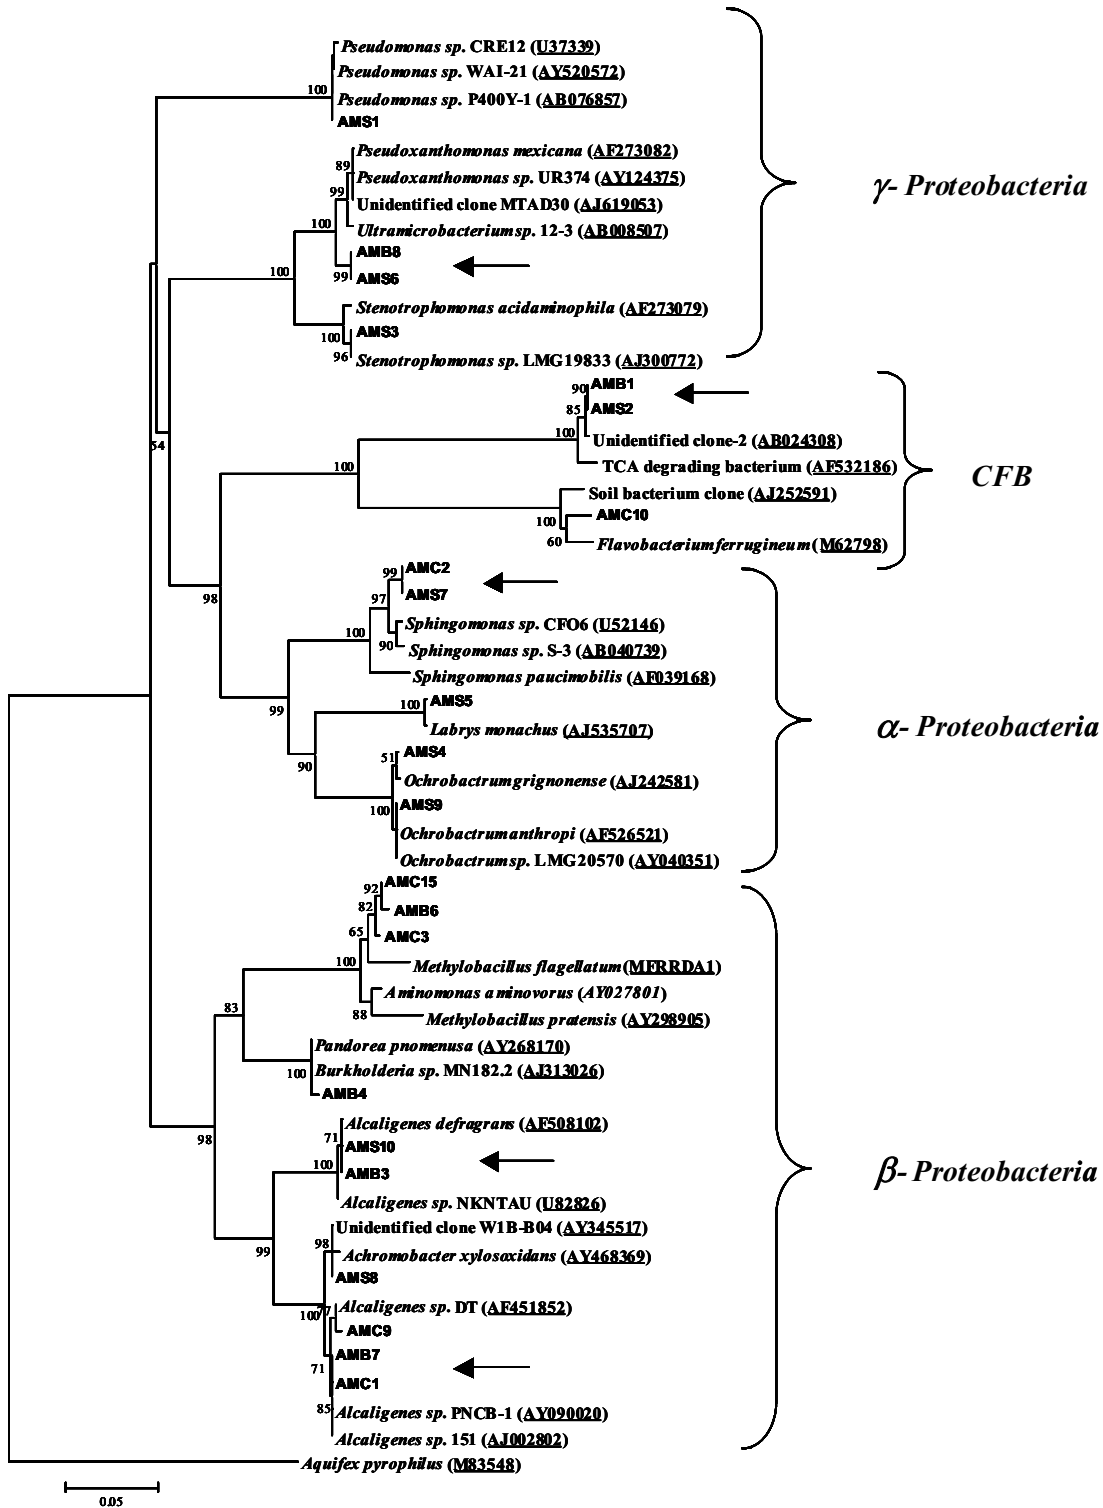 Pseudomonas sp. CRE12 (U37339)
Pseudomonas sp. WAI-21 (AY520572)
100
Pseudomonas sp. P400Y-1 (AB076857)
AMS1
Pseudoxanthomonas mexicana (AF273082)
89
Pseudoxanthomonas sp. UR374 (AY124375)
γ- Proteobacteria
99
Unidentified clone MTAD30 (AJ619053)
100
Ultramicrobacterium sp. 12-3 (AB008507)
AMB8
100
99
AMS6
Stenotrophomonas acidaminophila (AF273079)
AMS3
100
96
Stenotrophomonas sp. LMG19833 (AJ300772)
90
AMB1
85
AMS2
100
Unidentified clone-2 (AB024308)
54
100
TCA degrading bacterium (AF532186)
CFB
Soil bacterium clone (AJ252591)
AMC10
100
60
Flavobacterium ferrugineum (M62798)
99
AMC2
98
97
AMS7
100
Sphingomonas sp. CFO6 (U52146)
90
Sphingomonas sp. S-3 (AB040739)
Sphingomonas paucimobilis (AF039168)
99
100
AMS5
Labrys monachus (AJ535707)
α- Proteobacteria
AMS4
51
90
Ochrobactrum grignonense (AJ242581)
100
AMS9
Ochrobactrum anthropi (AF526521)
Ochrobactrum sp. LMG20570 (AY040351)
92
AMC15
82
AMB6
65
AMC3
100
Methylobacillus flagellatum (MFRRDA1)
Aminomonas aminovorus (AY027801)
83
88
Methylobacillus pratensis (AY298905)
Pandorea pnomenusa (AY268170)
100
Burkholderia sp. MN182.2 (AJ313026)
AMB4
98
Alcaligenes defragrans (AF508102)
71
AMS10
100
AMB3
β- Proteobacteria
Alcaligenes sp. NKNTAU (U82826)
Unidentified clone W1B-B04 (AY345517)
99
98
Achromobacter xylosoxidans (AY468369)
AMS8
100
77
Alcaligenes sp. DT (AF451852)
AMC9
AMB7
71
AMC1
85
Alcaligenes sp. PNCB-1 (AY090020)
Alcaligenes sp. 151 (AJ002802)
Aquifex pyrophilus (M83548)
0.05